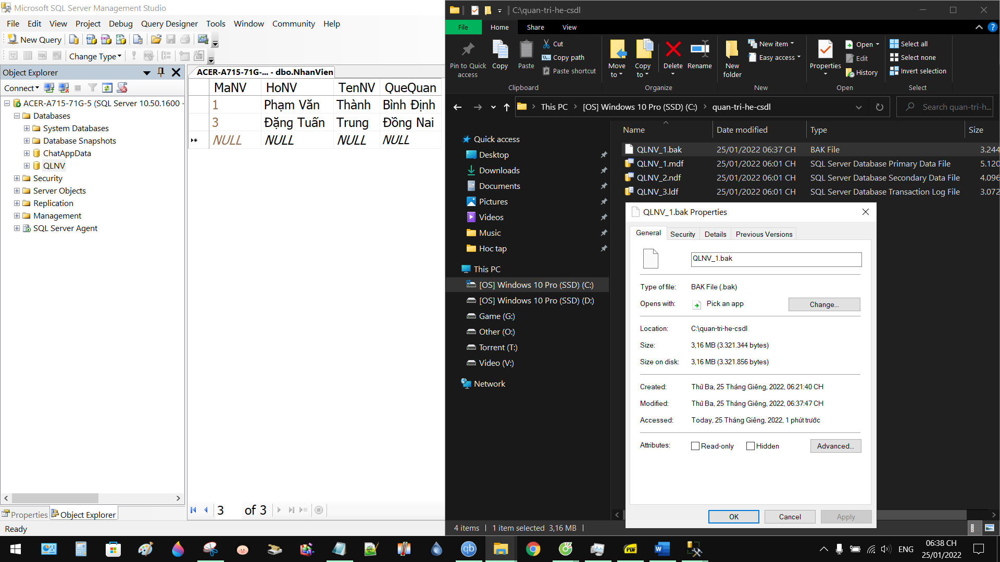 Microsoft SQL Server Management Studio
File Edit View Project Debug Query Designer Tools Window Community Help
New Query
Change Type
Object Explorer
Connect
ACER-A715-71G-5 (SQL Server 10.50.1600 -
Databases
System Databases
Database Snapshots
ChatAppData
QLNV
Security
Server Objects
Replication
Management
SQL Server Agent
Properties Object Explorer
Ready
ACER-A715-71G-... - dbo.NhanVien
MaNV HoNV TenNV QueQuan
1 Phạm Văn Thành Bình Định
3 Đặng Tuấn Trung Đồng Nai
NULL NULL NULL NULL
3 of 3
C:\quan-tri-he-csdl
File Home Share View
Pin to Quick access
Copy
Paste
Cut
Copy path
Paste shortcut
Clipboard
Move to
Copy to
Delete
Rename
Organize
New folder
New item
Easy access
New
Properties
Open
Edit
History
Open
Select all
Select none
Invert selection
Select
This PC [OS] Windows 10 Pro (SSD) (C:) quan-tri-he-csdl
Search quan-tri-h...
Quick access
Desktop
Downloads
Documents
Pictures
Videos
Music
Hoc tap
This PC
[OS] Windows 10 Pro (SSD) (C:)
[OS] Windows 10 Pro (SSD) (D:)
Game (G:)
Other (O:)
Torrent (T:)
Video (V:)
Network
Name Date modified Type Size
QLNV_1.bak 25/01/2022 06:37 CH BAK File 3.244
QLNV_1.mdf 25/01/2022 06:01 CH SQL Server Database Primary Data File 5.120
QLNV_2.ndf 25/01/2022 06:01 CH SQL Server Database Secondary Data File 4.096
QLNV_3.ldf 25/01/2022 06:01 CH SQL Server Database Transaction Log File 3.072
QLNV_1.bak Properties
General Security Details Previous Versions
QLNV_1.bak
Type of file: BAK File (.bak)
Opens with: Pick an app Change...
Location: C:\quan-tri-he-csdl
Size: 3,16 MB (3.321.344 bytes)
Size on disk: 3,16 MB (3.321.856 bytes)
Created: Thứ Ba, 25 Tháng Giêng, 2022, 06:21:40 CH
Modified: Thứ Ba, 25 Tháng Giêng, 2022, 06:37:47 CH
Accessed: Today, 25 Tháng Giêng, 2022, 1 phút trước
Attributes: Read-only Hidden Advanced...
OK Cancel Apply
4 items 1 item selected 3,16 MB
qb
PDF
W
ENG
06:38 CH
25/01/2022